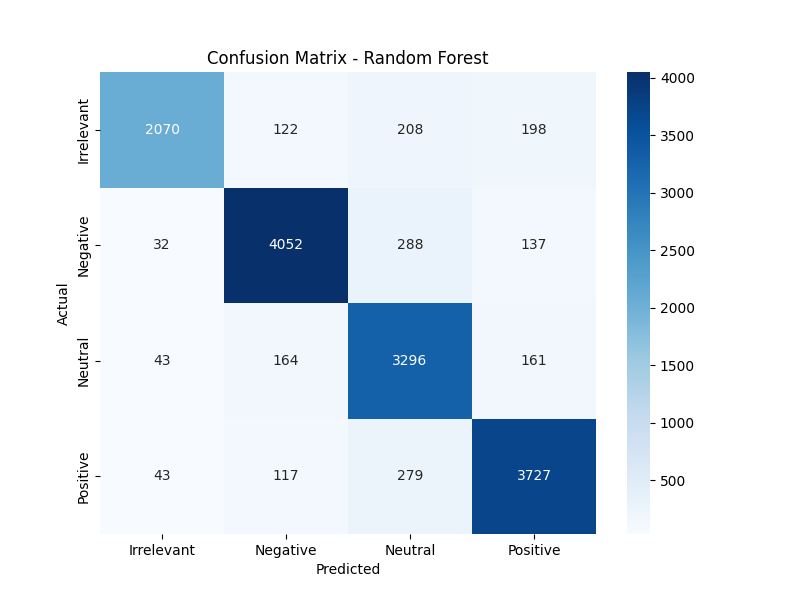 Confusion Matrix - Random Forest
Actual
Irrelevant 2070 122 208 198
Negative 32 4052 288 137
Neutral 43 164 3296 161
Positive 43 117 279 3727
Irrelevant Negative Neutral Positive
Predicted
4000
3500
3000
2500
2000
1500
1000
500